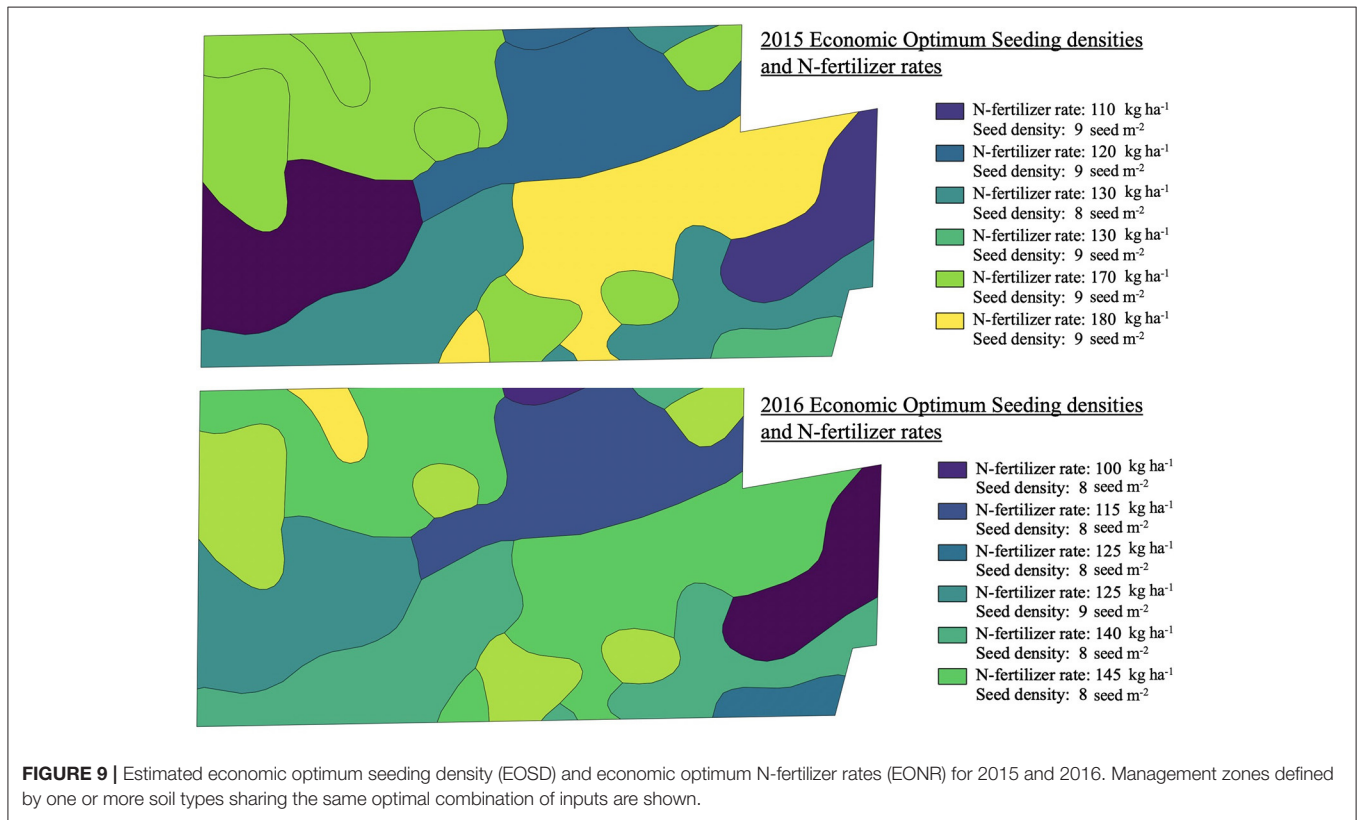 2015 Economic Optimum Seeding densities
and N-fertilizer rates
N-fertilizer rate: 110 kg ha⁻¹
Seed density: 9 seed m⁻²
N-fertilizer rate: 120 kg ha⁻¹
Seed density: 9 seed m⁻²
N-fertilizer rate: 130 kg ha⁻¹
Seed density: 8 seed m⁻²
N-fertilizer rate: 130 kg ha⁻¹
Seed density: 9 seed m⁻²
N-fertilizer rate: 170 kg ha⁻¹
Seed density: 9 seed m⁻²
N-fertilizer rate: 180 kg ha⁻¹
Seed density: 9 seed m⁻²
2016 Economic Optimum Seeding densities
and N-fertilizer rates
N-fertilizer rate: 100 kg ha⁻¹
Seed density: 8 seed m⁻²
N-fertilizer rate: 115 kg ha⁻¹
Seed density: 8 seed m⁻²
N-fertilizer rate: 125 kg ha⁻¹
Seed density: 8 seed m⁻²
N-fertilizer rate: 125 kg ha⁻¹
Seed density: 9 seed m⁻²
N-fertilizer rate: 140 kg ha⁻¹
Seed density: 8 seed m⁻²
N-fertilizer rate: 145 kg ha⁻¹
Seed density: 8 seed m⁻²
FIGURE 9 | Estimated economic optimum seeding density (EOSD) and economic optimum N-fertilizer rates (EONR) for 2015 and 2016. Management zones defined
by one or more soil types sharing the same optimal combination of inputs are shown.